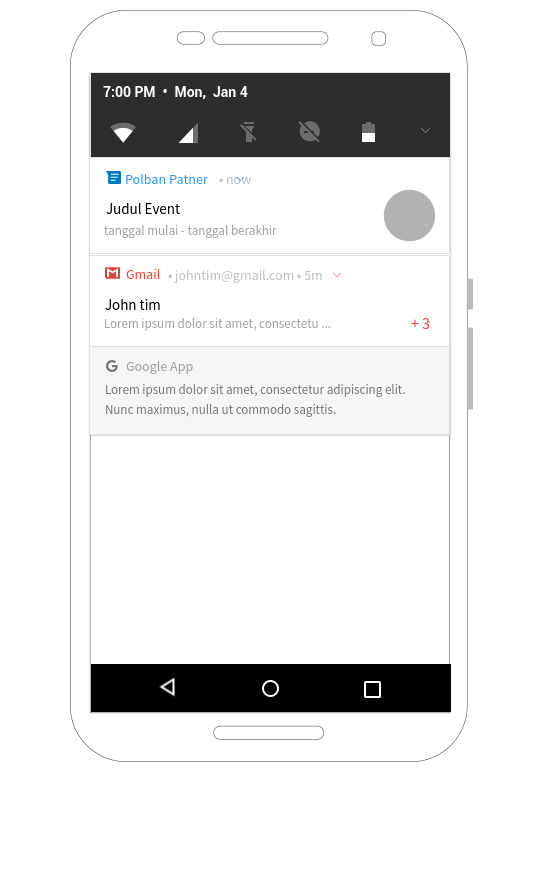 7:00 PM • Mon, Jan 4
Polban Patner • now
Judul Event
tanggal mulai - tanggal berakhir
Gmail • johntim@gmail.com • 5m
John tim
Lorem ipsum dolor sit amet, consectetu ...
+ 3
Google App
Lorem ipsum dolor sit amet, consectetur adipiscing elit.
Nunc maximus, nulla ut commodo sagittis.